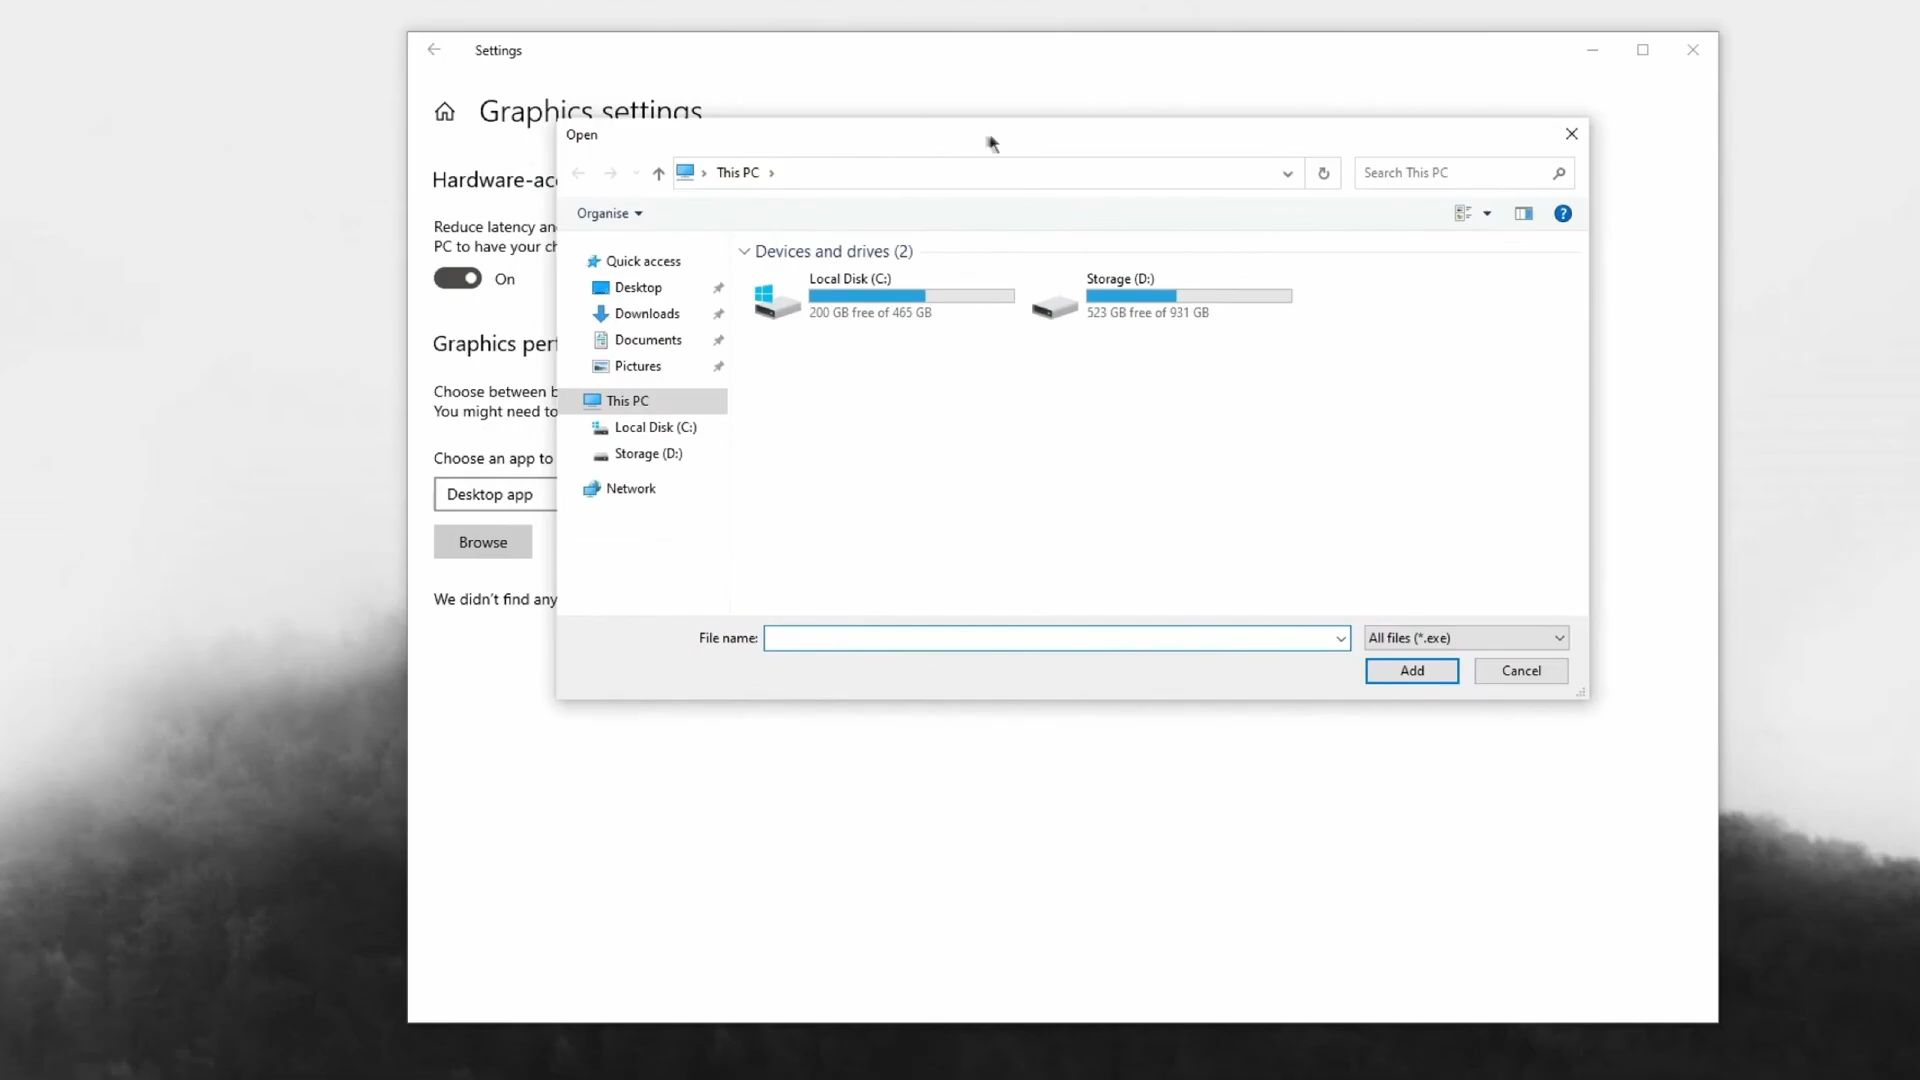 Settings
Graphics settings
Open
This PC
Search This PC
Hardware-acc
Organise
Reduce latency an
PC to have your ch
On
Quick access
Desktop
Downloads
Documents
Pictures
This PC
Local Disk (C:)
Storage (D:)
Network
Devices and drives (2)
Local Disk (C:)
200 GB free of 465 GB
Storage (D:)
523 GB free of 931 GB
Graphics perf
Choose between b
You might need to
Choose an app to
Desktop app
Browse
We didn't find any
File name:
All files (*.exe)
Add
Cancel